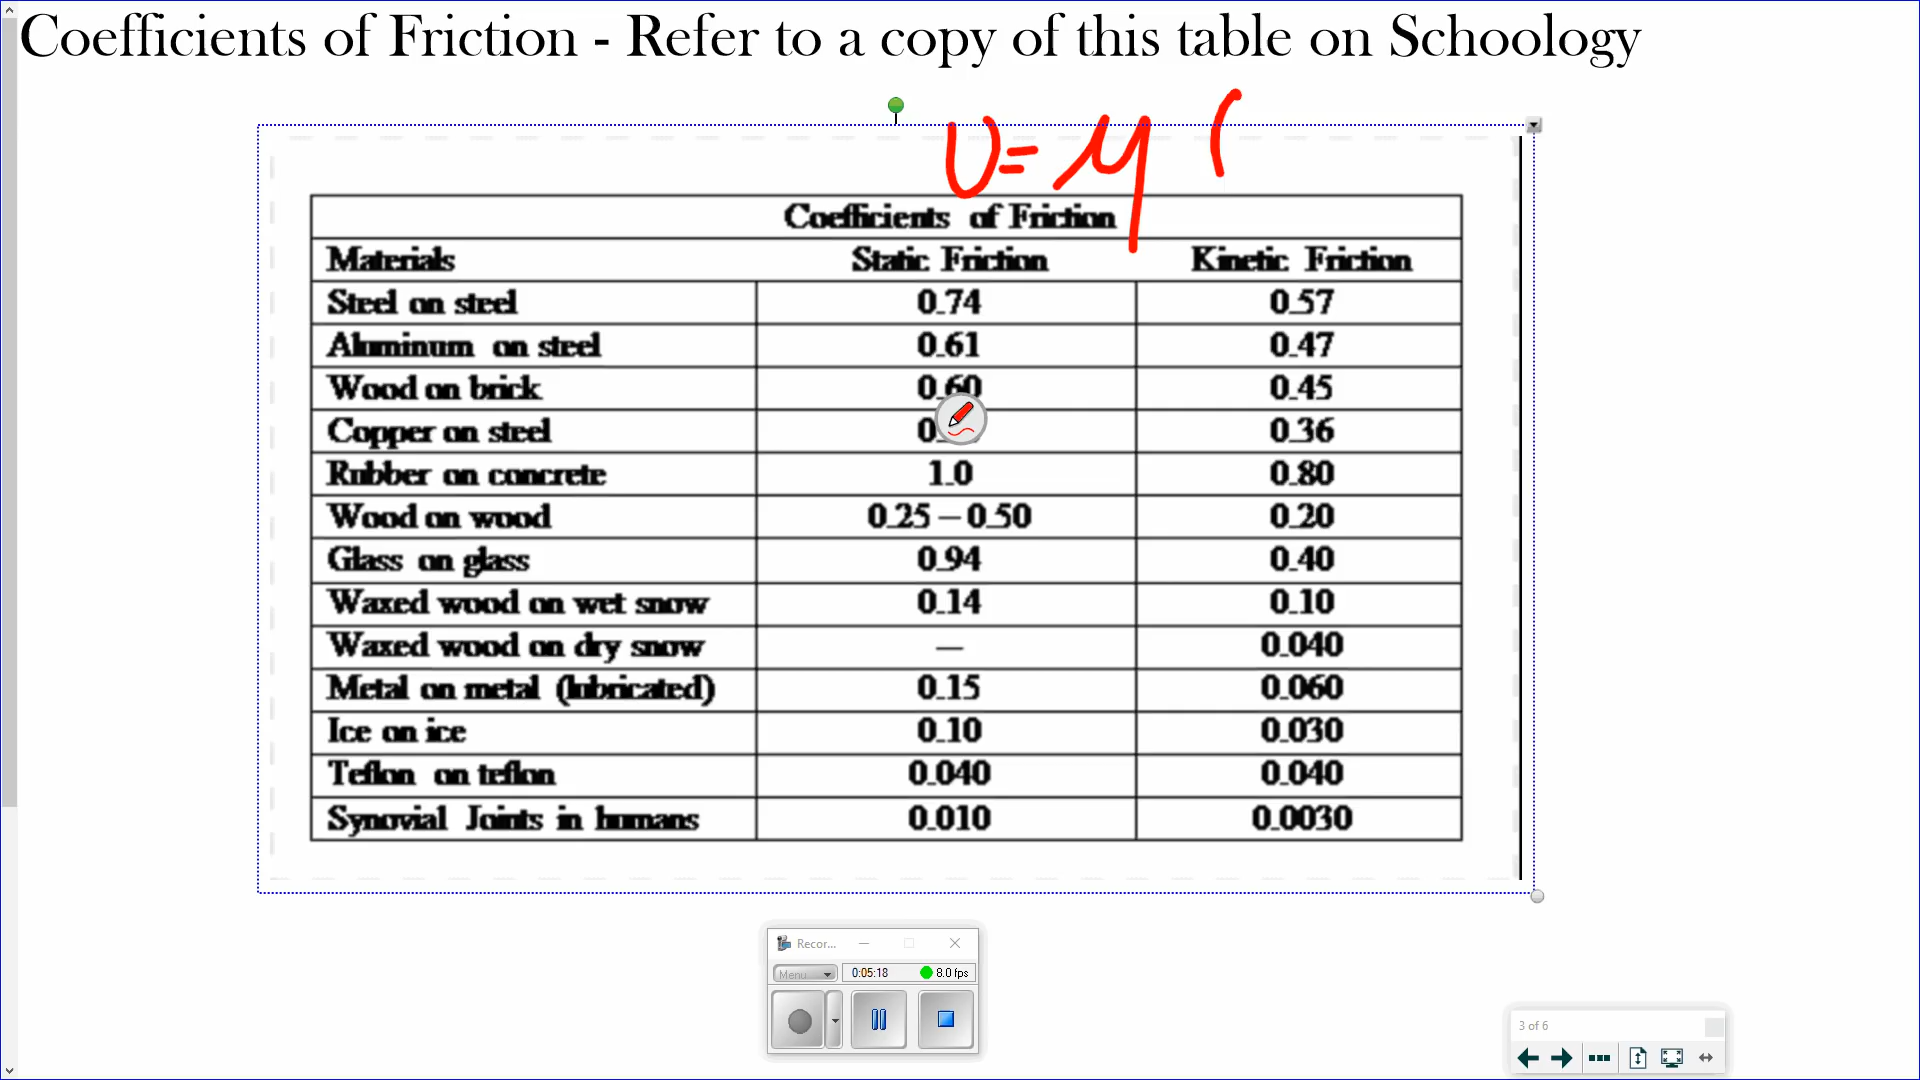 Coefficients of Friction - Refer to a copy of this table on Schoology
υ= μ (
Coefficients of Friction
Materials Static Friction Kinetic Friction
Steel on steel 0.74 0.57
Aluminum on steel 0.61 0.47
Wood on brick 0.60 0.45
Copper on steel 0.36
Rubber on concrete 1.0 0.80
Wood on wood 0.25 – 0.50 0.20
Glass on glass 0.94 0.40
Waxed wood on wet snow 0.14 0.10
Waxed wood on dry snow — 0.040
Metal on metal (lubricated) 0.15 0.060
Ice on ice 0.10 0.030
Teflon on teflon 0.040 0.040
Synovial Joints in humans 0.010 0.0030
Recor...
Menu 0:05:18 8.0 fps
3 of 6